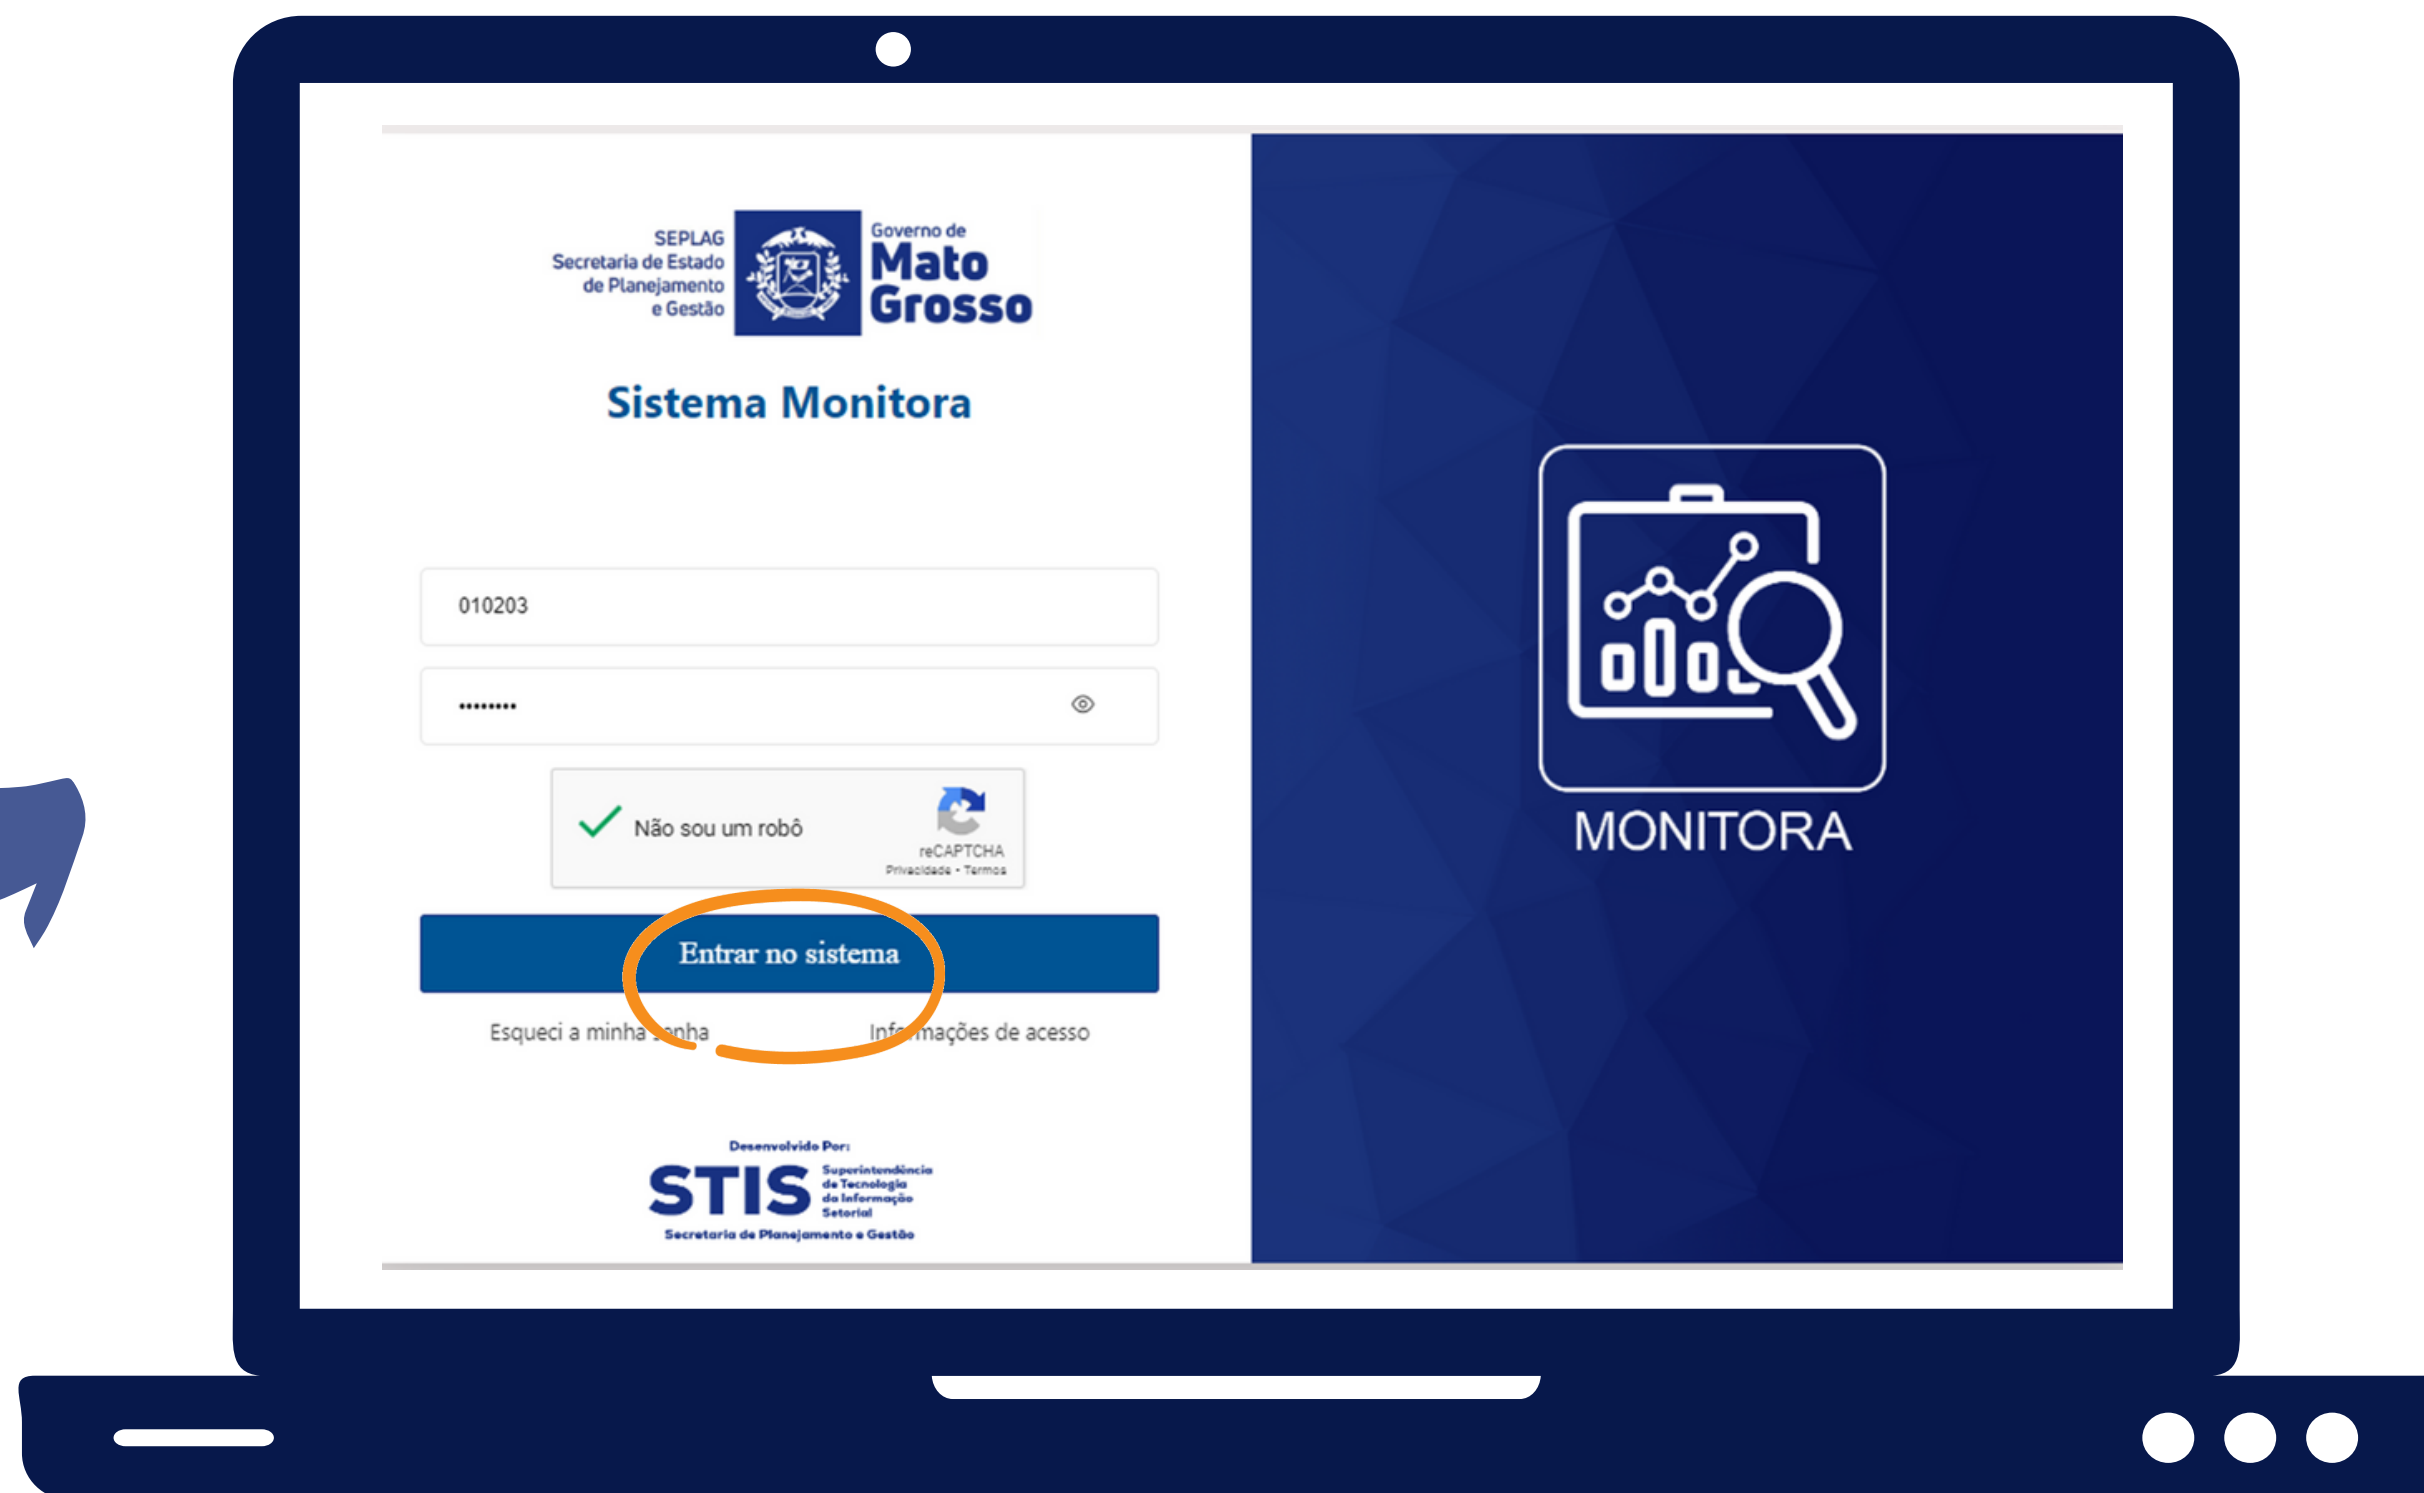 SEPLAG
Secretaria de Estado
de Planejamento
e Gestão
Governo de
Mato
Grosso
Sistema Monitora
010203
••••••••
Não sou um robô
reCAPTCHA
Privacidade - Termos
Entrar no sistema
Esqueci a minha senha
Informações de acesso
Desenvolvido Por:
STIS
Superintendência
de Tecnologia
da Informação
Setorial
Secretaria de Planejamento e Gestão
MONITORA